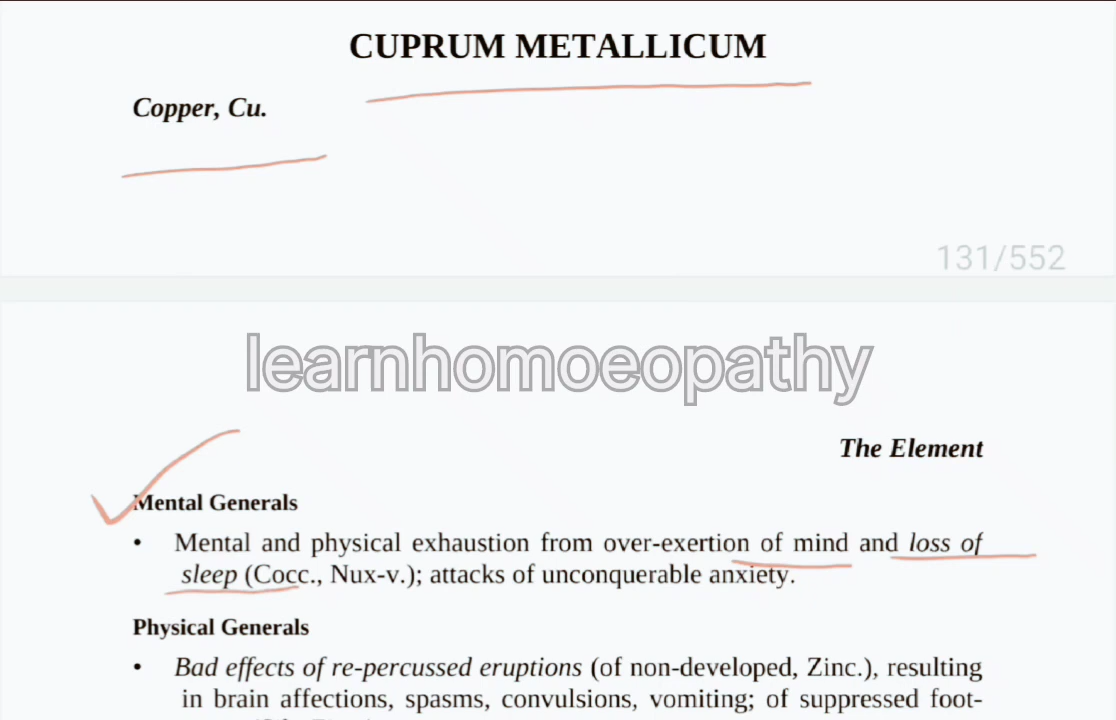 CUPRUM METALLICUM
Copper, Cu.
131/552
learnhomoeopathy
The Element
Mental Generals
• Mental and physical exhaustion from over-exertion of mind and loss of
sleep (Cocc., Nux-v.); attacks of unconquerable anxiety.
Physical Generals
• Bad effects of re-percussed eruptions (of non-developed, Zinc.), resulting
in brain affections, spasms, convulsions, vomiting; of suppressed foot-